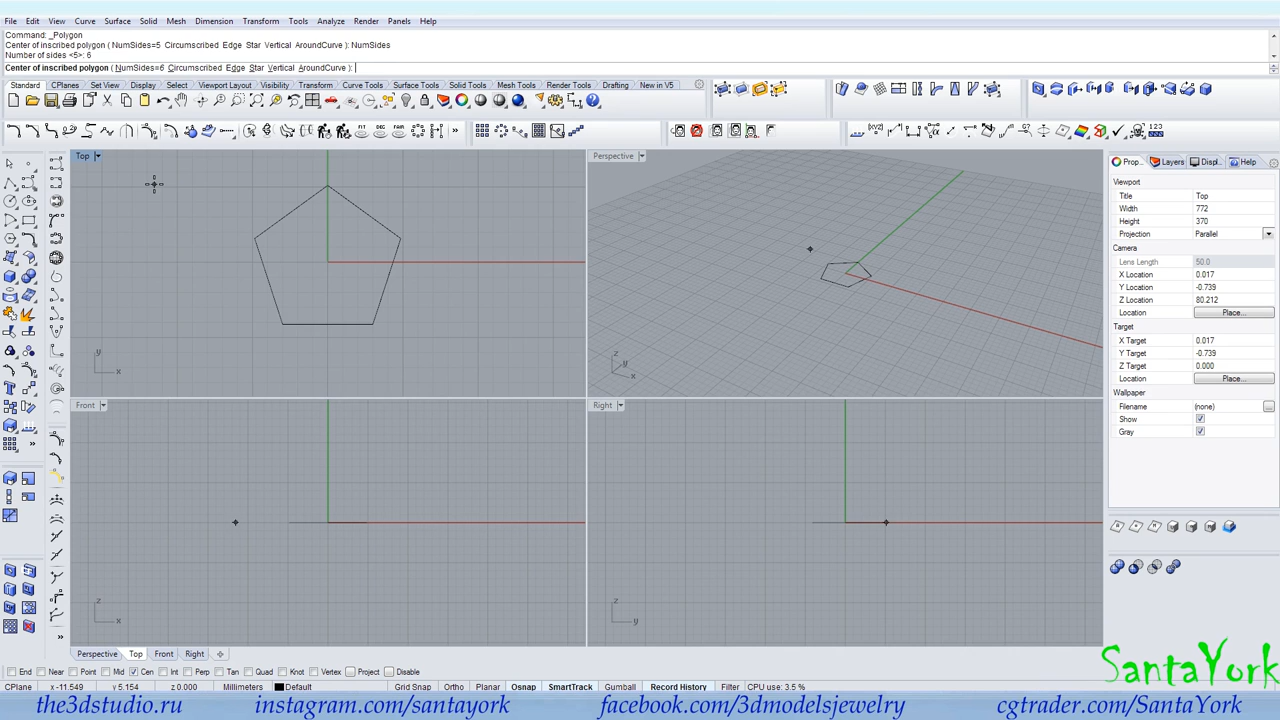 File Edit View Curve Surface Solid Mesh Dimension Transform Tools Analyze Render Panels Help
Command: _Polygon
Center of inscribed polygon ( NumSides=5 Circumscribed Edge Star Vertical AroundCurve ): NumSides
Number of sides <5>: 6
Center of inscribed polygon ( NumSides=6 Circumscribed Edge Star Vertical AroundCurve ):
Standard CPlanes Set View Display Select Viewport Layout Visibility Transform Curve Tools Surface Tools Solid Tools Mesh Tools Render Tools Drafting New in V5
Top
Perspective
Prop... Layers Displ... Help
Viewport
Title Top
Width 772
Height 370
Projection Parallel
Camera
Lens Length 50.0
X Location 0.017
Y Location -0.739
Z Location 80.212
Location Place...
Target
X Target 0.017
Y Target -0.739
Z Target 0.000
Location Place...
Wallpaper
Filename (none) ...
Show
Gray
y
x
z
y
x
Front
Right
z
x
z
y
Perspective Top Front Right
End Near Point Mid Cen Int Perp Tan Quad Knot Vertex Project Disable
CPlane x -11.549 y 5.154 z 0.000 Millimeters Default Grid Snap Ortho Planar Osnap SmartTrack Gumball Record History Filter CPU use: 3.5 %
SantaYork
the3dstudio.ru instagram.com/santayork facebook.com/3dmodelsjewelry cgtrader.com/SantaYork